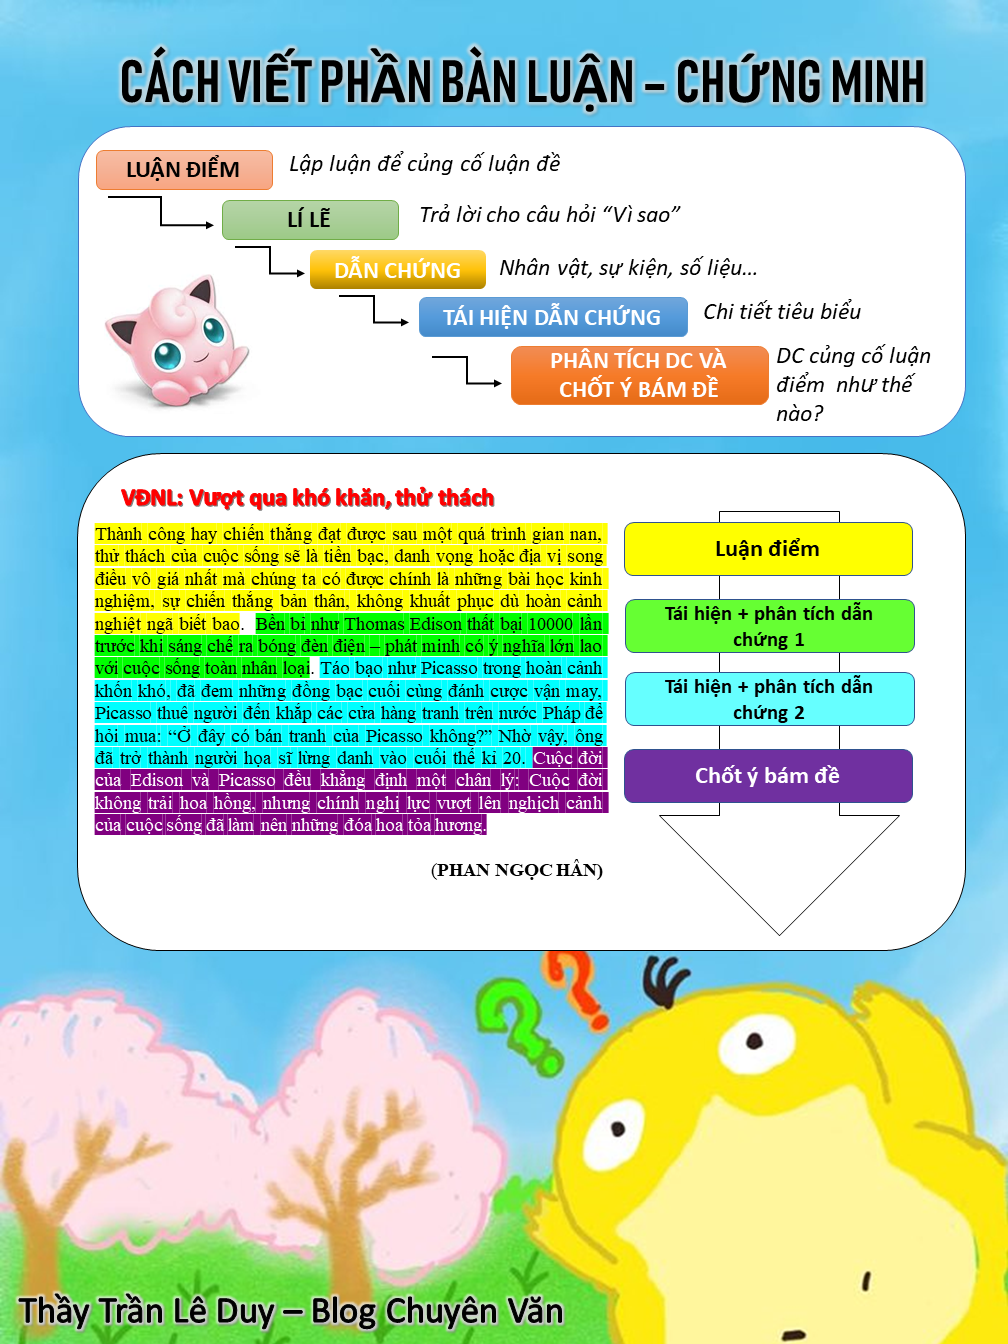 CÁCH VIẾT PHẦN BÀN LUẬN – CHỨNG MINH
LUẬN ĐIỂM
Lập luận để củng cố luận đề
LÍ LẼ
Trả lời cho câu hỏi “Vì sao”
DẪN CHỨNG
Nhân vật, sự kiện, số liệu…
TÁI HIỆN DẪN CHỨNG
Chi tiết tiêu biểu
PHÂN TÍCH DC VÀ
CHỐT Ý BÁM ĐỀ
DC củng cố luận
điểm như thế
nào?
VĐNL: Vượt qua khó khăn, thử thách
Thành công hay chiến thắng đạt được sau một quá trình gian nan,
thử thách của cuộc sống sẽ là tiền bạc, danh vọng hoặc địa vị song
điều vô giá nhất mà chúng ta có được chính là những bài học kinh
nghiệm, sự chiến thắng bản thân, không khuất phục dù hoàn cảnh
nghiệt ngã biết bao. Bền bỉ như Thomas Edison thất bại 10000 lần
trước khi sáng chế ra bóng đèn điện – phát minh có ý nghĩa lớn lao
với cuộc sống toàn nhân loại. Táo bạo như Picasso trong hoàn cảnh
khốn khó, đã đem những đồng bạc cuối cùng đánh cược vận may,
Picasso thuê người đến khắp các cửa hàng tranh trên nước Pháp để
hỏi mua: “Ở đây có bán tranh của Picasso không?” Nhờ vậy, ông
đã trở thành người họa sĩ lừng danh vào cuối thế kỉ 20. Cuộc đời
của Edison và Picasso đều khẳng định một chân lý: Cuộc đời
không trải hoa hồng, nhưng chính nghị lực vượt lên nghịch cảnh
của cuộc sống đã làm nên những đóa hoa tỏa hương.
(PHAN NGỌC HÂN)
Luận điểm
Tái hiện + phân tích dẫn
chứng 1
Tái hiện + phân tích dẫn
chứng 2
Chốt ý bám đề
Thầy Trần Lê Duy – Blog Chuyên Văn